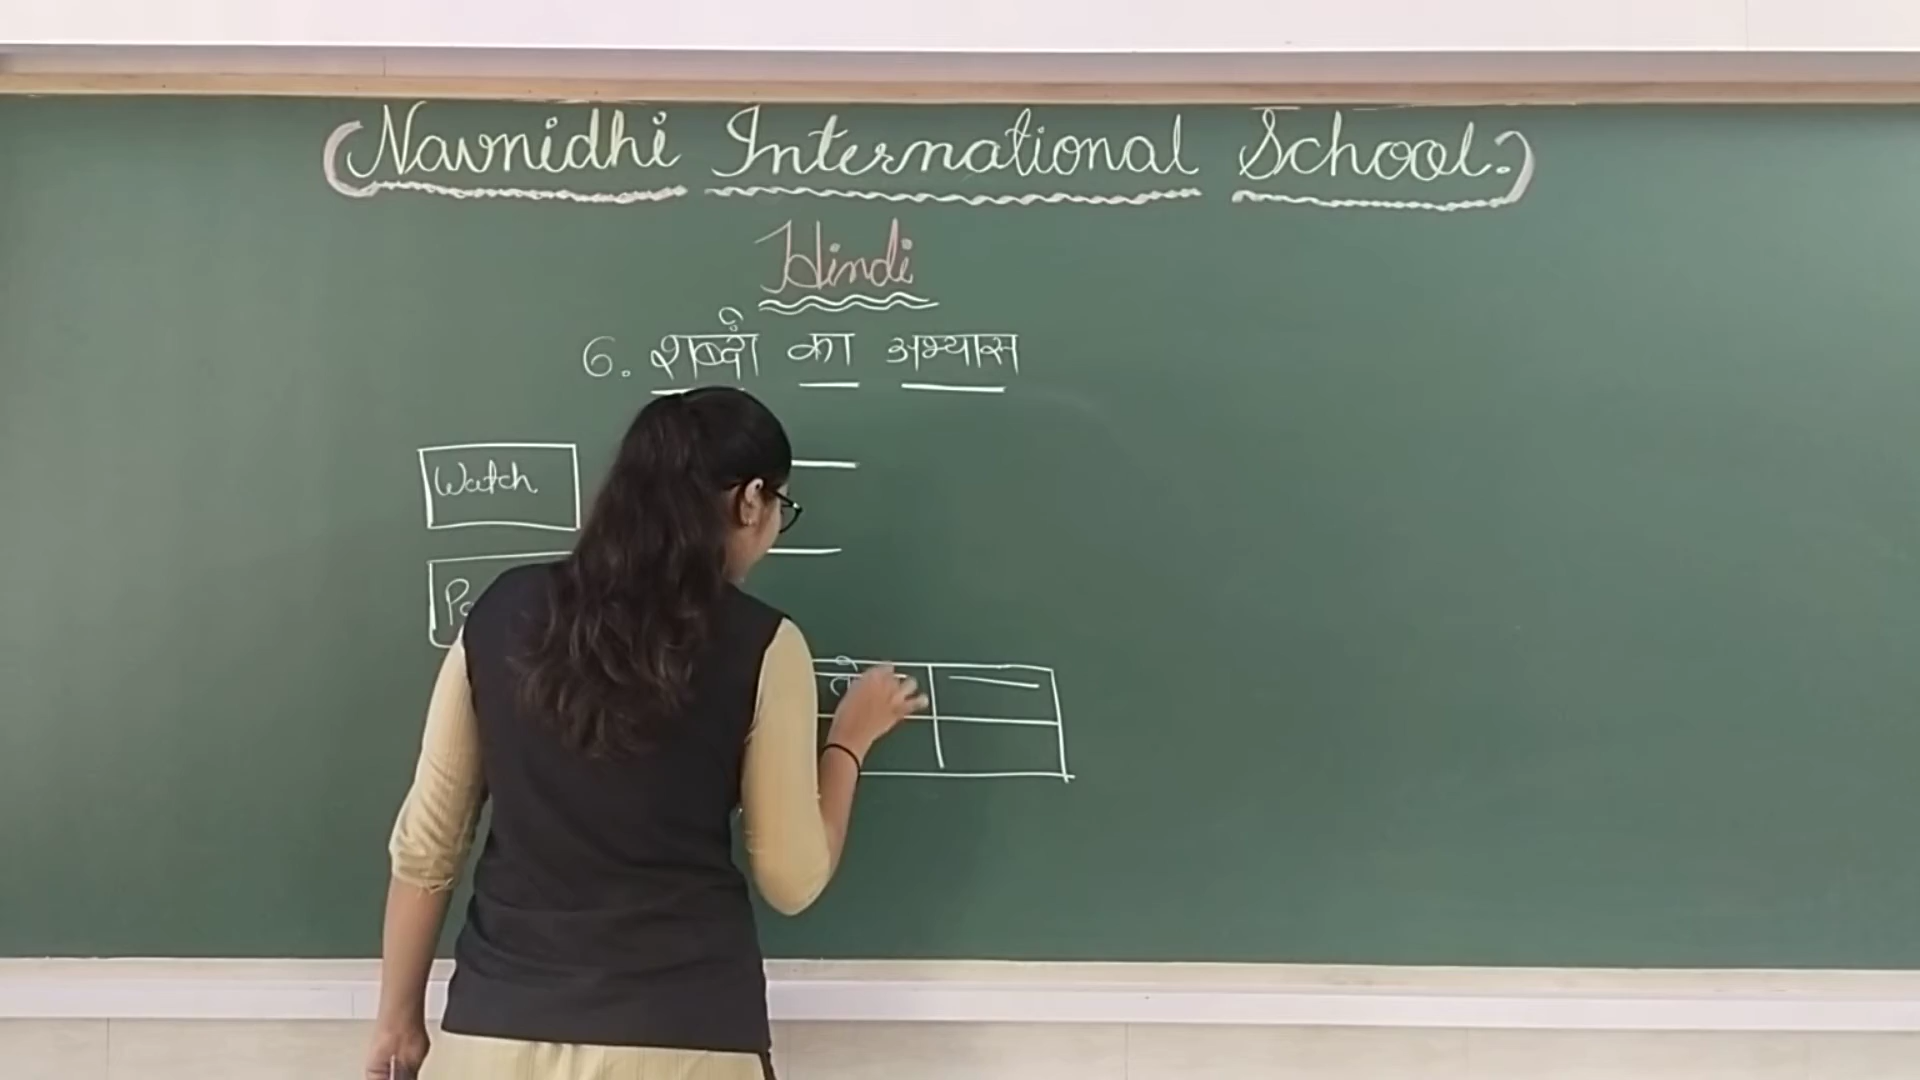 (Navnidhi International School.)
Hindi
6. शब्दों का अभ्यास
Watch